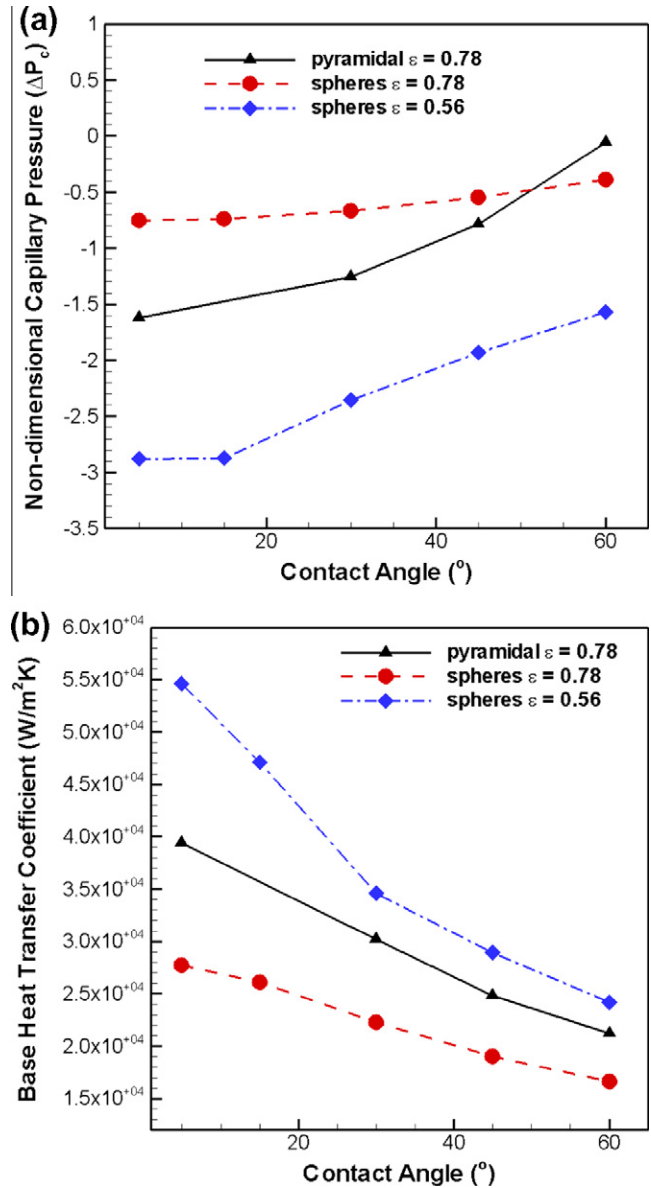 (a)
1
0.5
0
-0.5
-1
-1.5
-2
-2.5
-3
-3.5
Non-dimensional Capillary Pressure (ΔP_c)
pyramidal ε = 0.78
spheres ε = 0.78
spheres ε = 0.56
20
40
60
Contact Angle (°)
(b)
6.0x10⁺⁰⁴
5.5x10⁺⁰⁴
5.0x10⁺⁰⁴
4.5x10⁺⁰⁴
4.0x10⁺⁰⁴
3.5x10⁺⁰⁴
3.0x10⁺⁰⁴
2.5x10⁺⁰⁴
2.0x10⁺⁰⁴
1.5x10⁺⁰⁴
Base Heat Transfer Coefficient (W/m²K)
pyramidal ε = 0.78
spheres ε = 0.78
spheres ε = 0.56
20
40
60
Contact Angle (°)